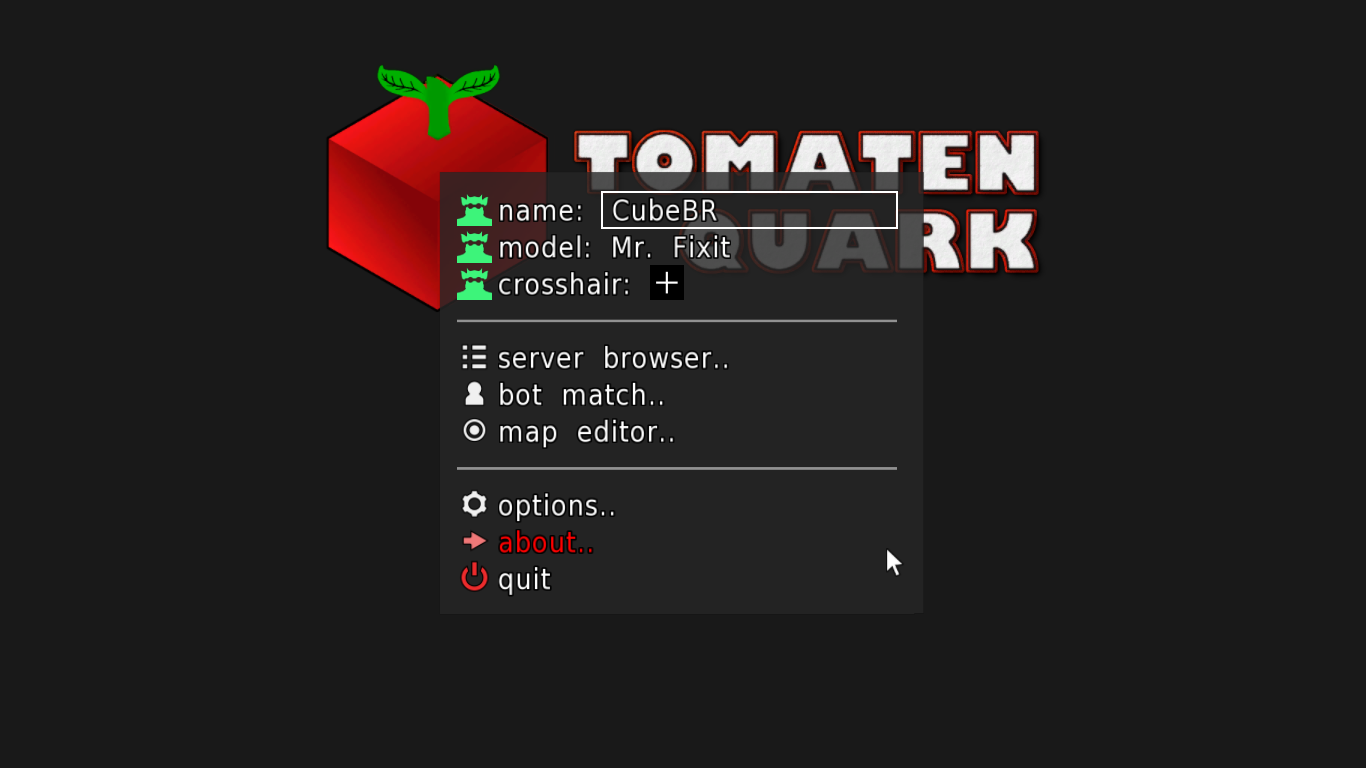 TOMATEN
QUARK
name: CubeBR
model: Mr. Fixit
crosshair:
server browser..
bot match..
map editor..
options..
about..
quit